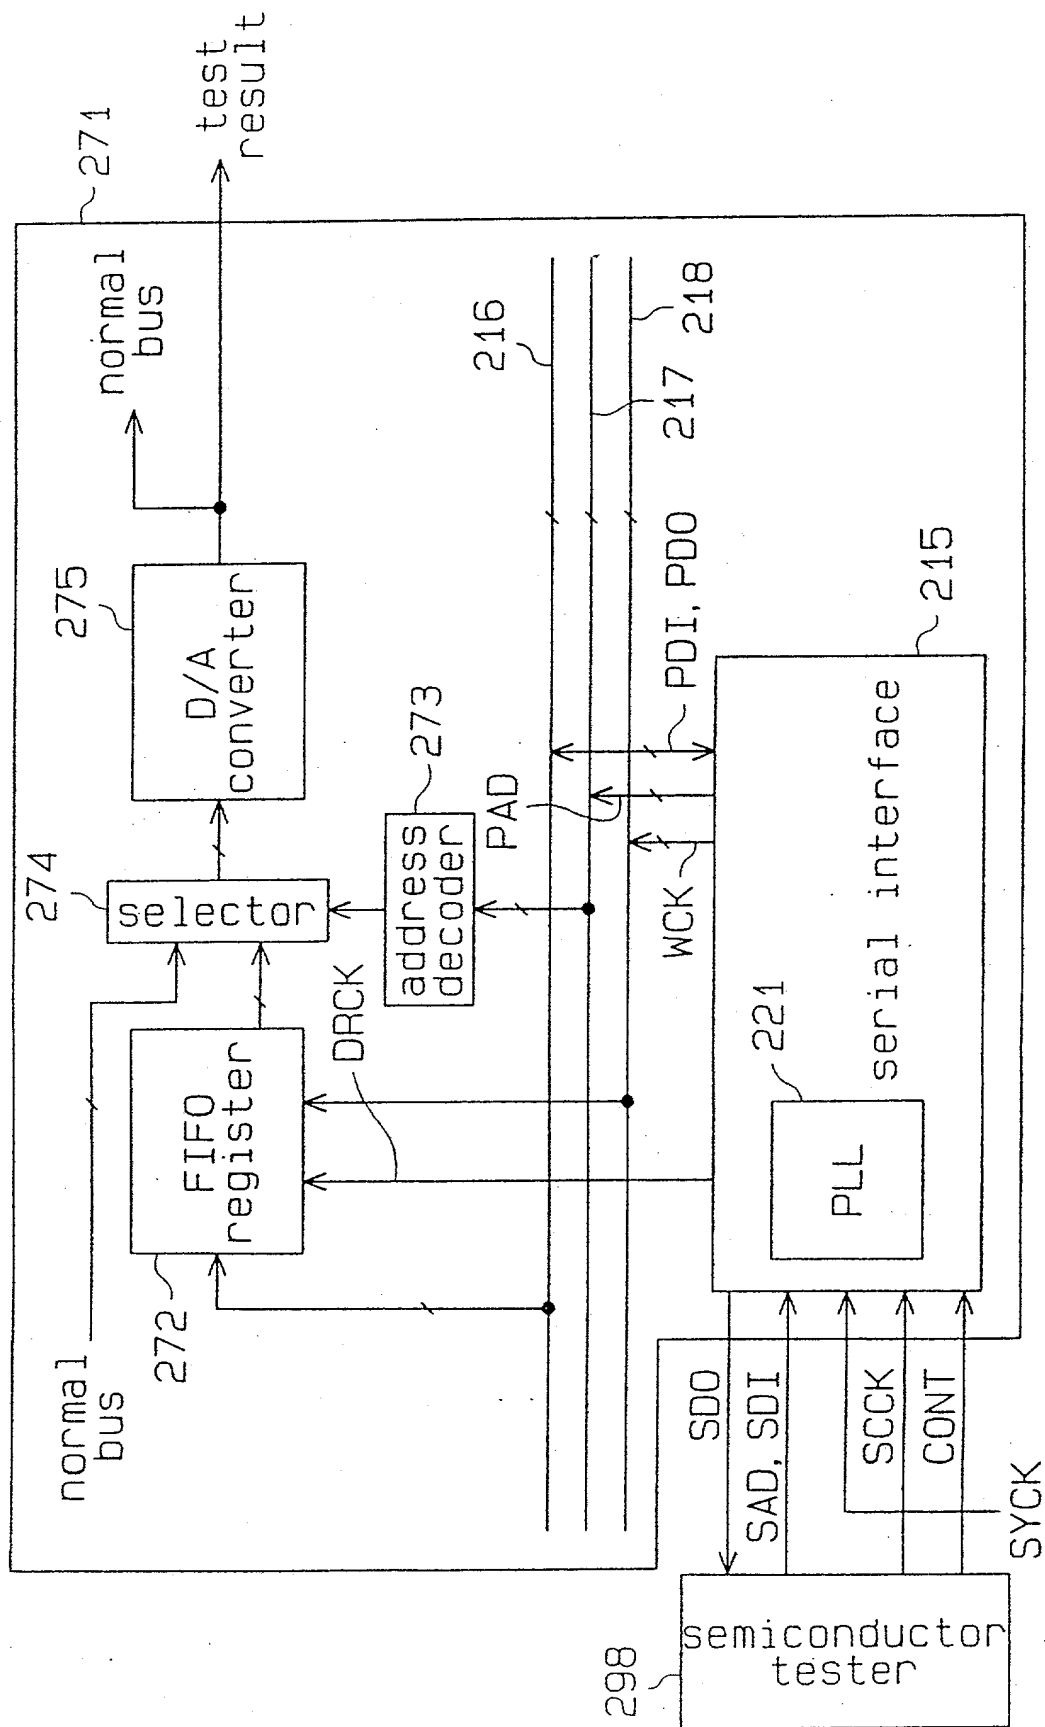 271
normal
bus
test
result
275
D/A
converter
274
selector
273
address
decoder
normal
bus
272
FIFO
register
DRCK
216
217
218
PAD
WCK
PDI, PDO
215
serial interface
221
PLL
SDO
SAD, SDI
SCCK
CONT
SYCK
298
semiconductor
tester